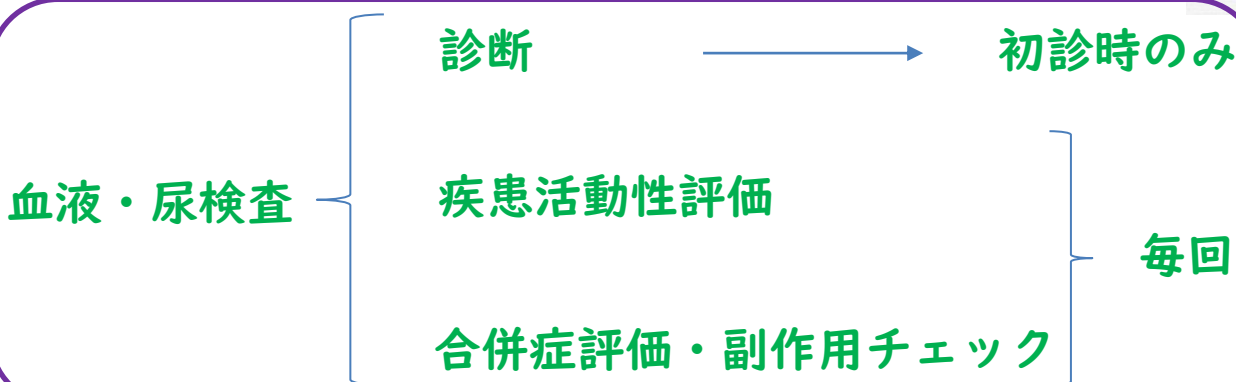 診断
初診時のみ
血液・尿検査
疾患活動性評価
毎回
合併症評価・副作用チェック